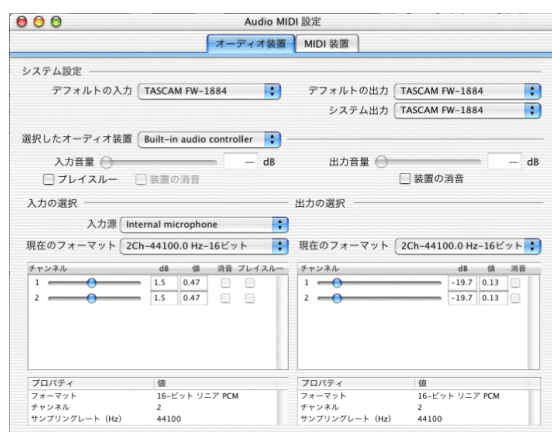 Audio MIDI 設定
オーディオ装置 MIDI 装置
システム設定
デフォルトの入力 TASCAM FW-1884 デフォルトの出力 TASCAM FW-1884
システム出力 TASCAM FW-1884
選択したオーディオ装置 Built-in audio controller
入力音量 — dB 出力音量 — dB
プレイスルー 装置の消音 装置の消音
入力の選択 出力の選択
入力源 Internal microphone
現在のフォーマット 2Ch-44100.0 Hz-16ビット 現在のフォーマット 2Ch-44100.0 Hz-16ビット
チャンネル dB 値 消音 プレイスルー チャンネル dB 値 消音
1 1.5 0.47 1 -19.7 0.13
2 1.5 0.47 2 -19.7 0.13
プロパティ 値 プロパティ 値
フォーマット 16-ビット リニア PCM フォーマット 16-ビット リニア PCM
チャンネル 2 チャンネル 2
サンプリングレート (Hz) 44100 サンプリングレート (Hz) 44100